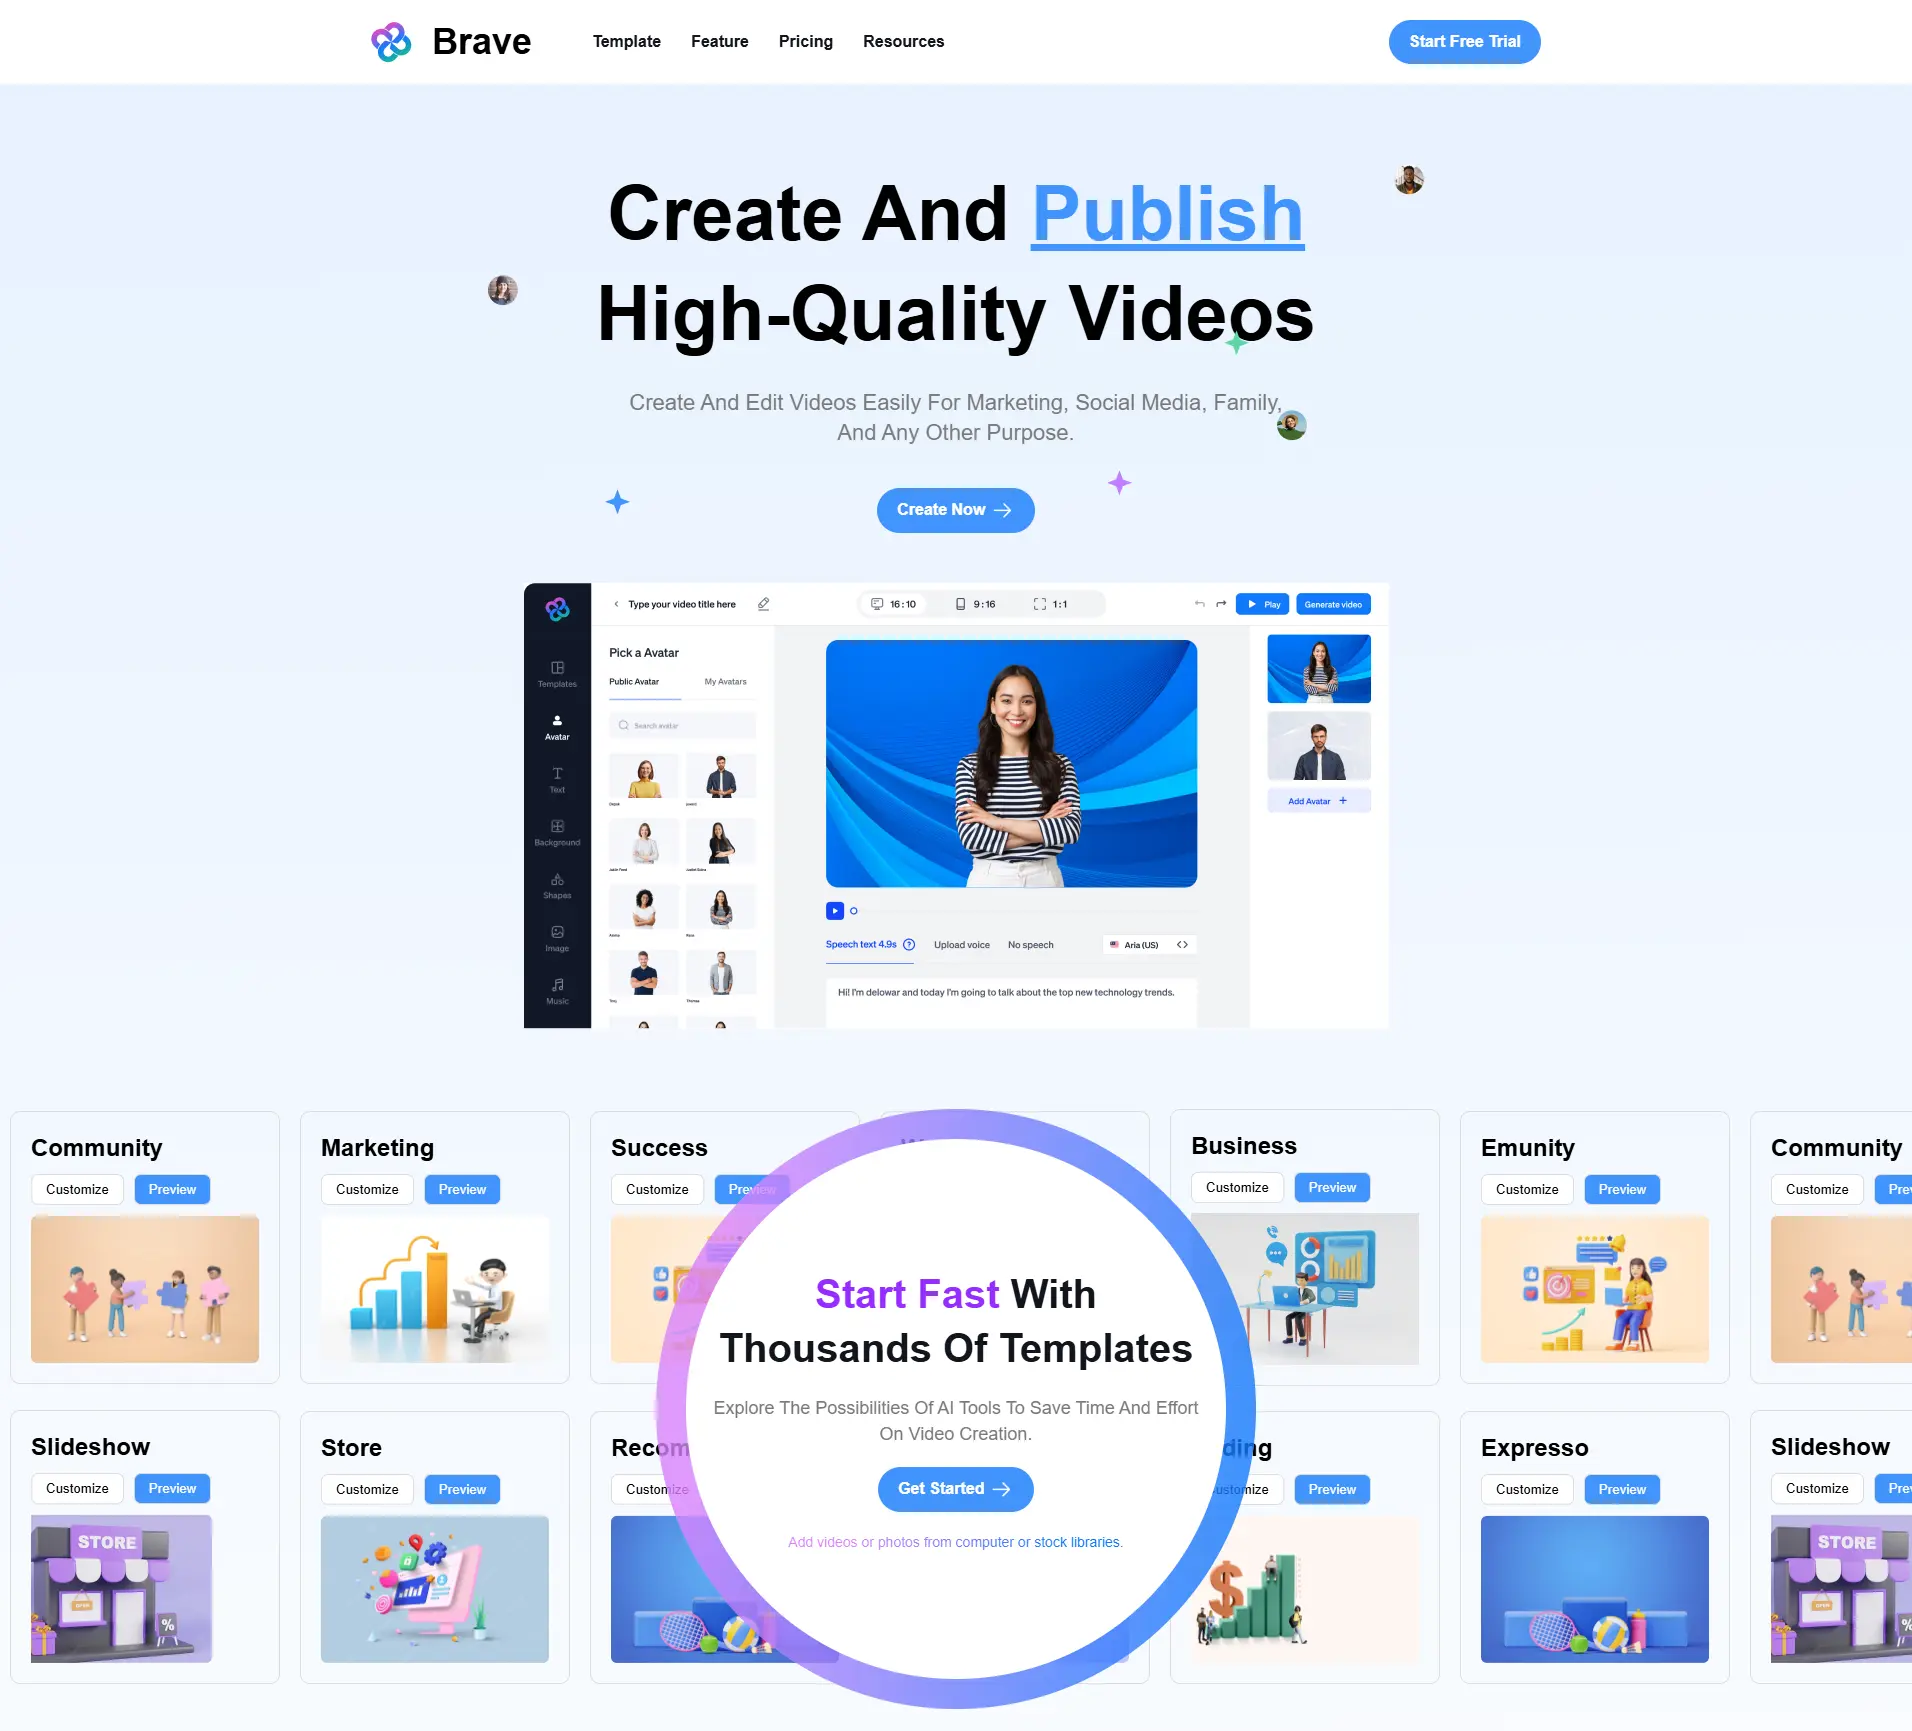 Brave
Template
Feature
Pricing
Resources
Start Free Trial
Create And Publish
High-Quality Videos
Create And Edit Videos Easily For Marketing, Social Media, Family,
And Any Other Purpose.
Create Now
Type your video title here
16:10
9:16
1:1
Play
Generate video
Templates
Avatar
Text
Background
Shapes
Image
Music
Pick a Avatar
Public Avatar
My Avatars
Search avatar
Add Avatar
Speech text 4.9s
Upload voice
No speech
Aria (US)
Hi! I'm delowar and today I'm going to talk about the top new technology trends.
Community
Customize
Preview
Marketing
Customize
Preview
Success
Customize
Business
Customize
Preview
Emunity
Customize
Preview
Community
Customize
Start Fast With
Thousands Of Templates
Explore The Possibilities Of AI Tools To Save Time And Effort
On Video Creation.
Get Started
Add videos or photos from computer or stock libraries.
Slideshow
Customize
Preview
STORE
OPEN
%
Store
Customize
Preview
Customize
Preview
Expresso
Customize
Preview
Slideshow
Customize
STORE
OPEN